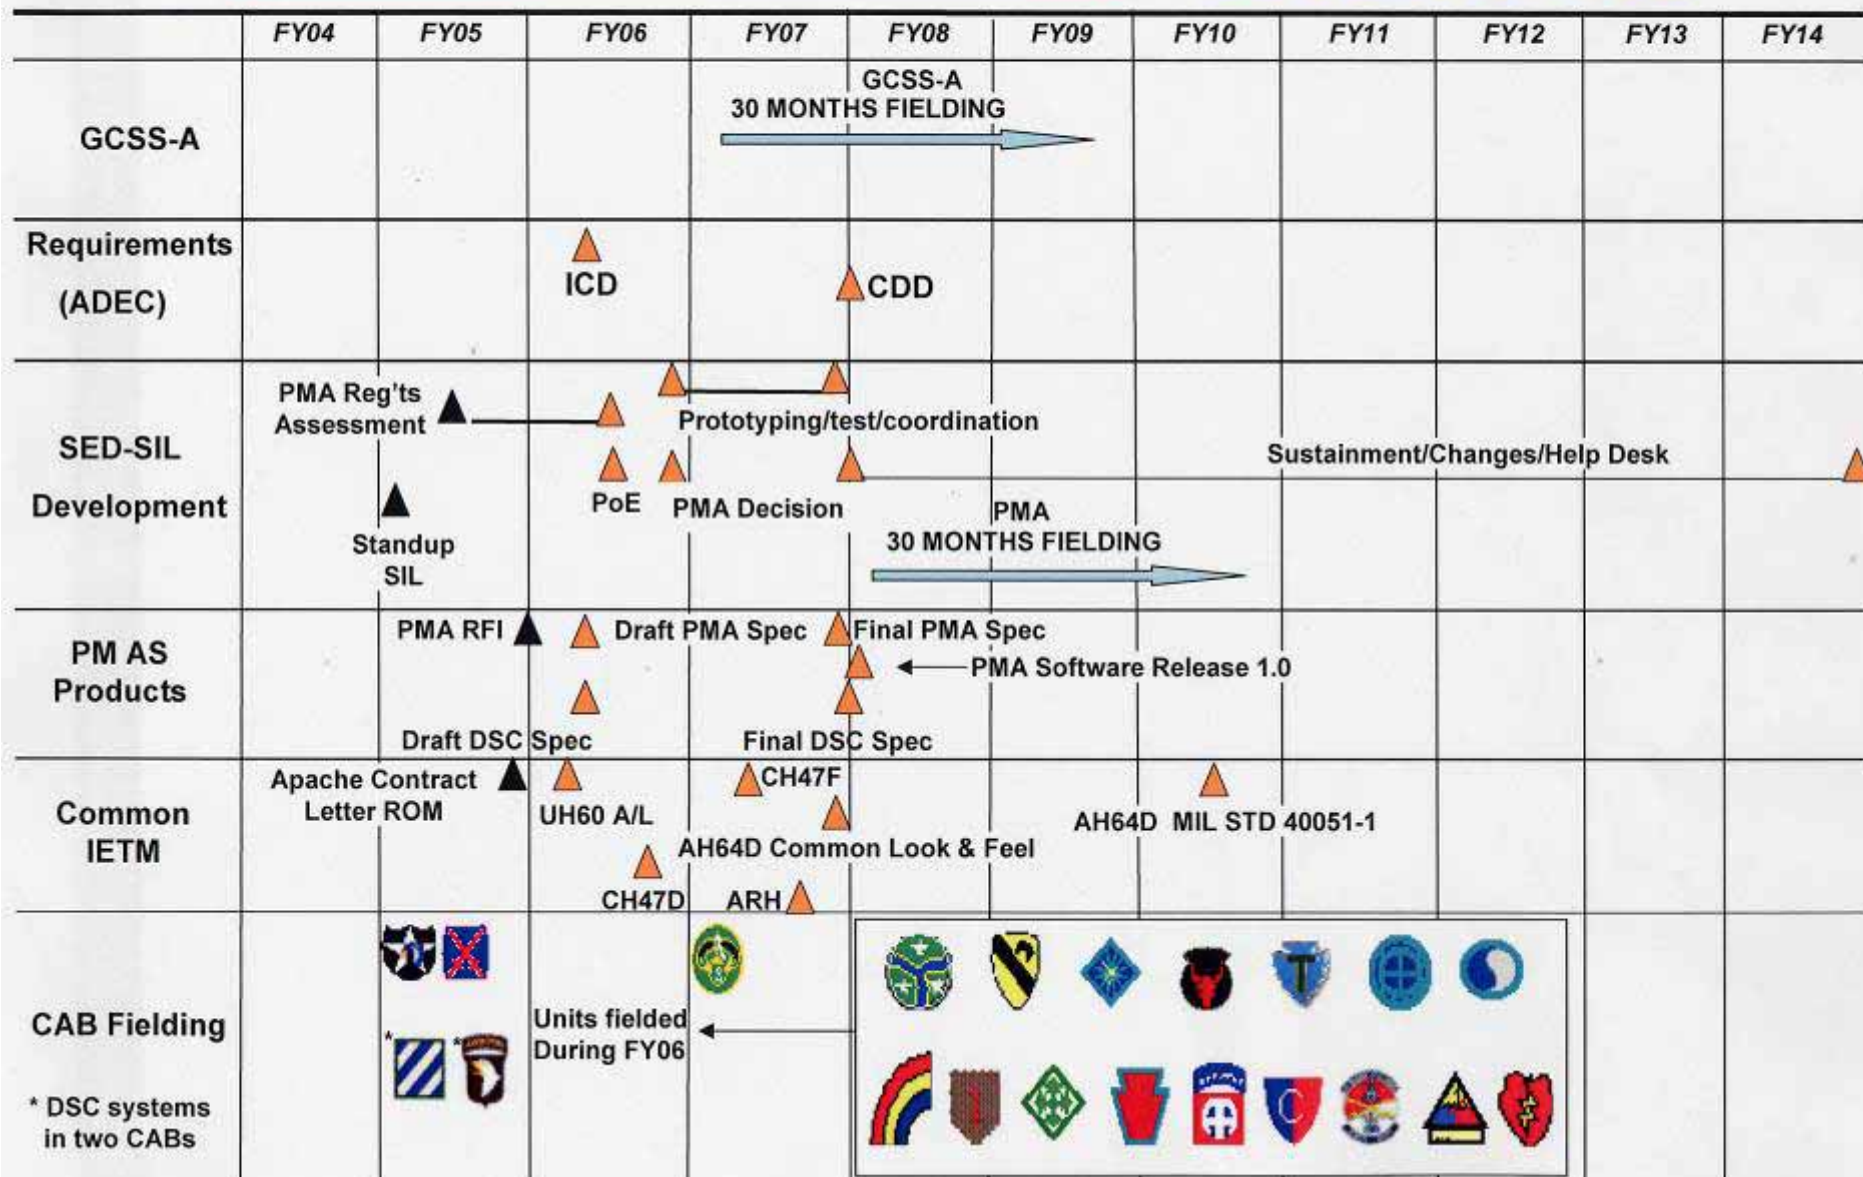 FY04 FY05 FY06 FY07 FY08 FY09 FY10 FY11 FY12 FY13 FY14
GCSS-A
GCSS-A
30 MONTHS FIELDING
Requirements
(ADEC)
ICD
CDD
SED-SIL
Development
PMA Reg'ts
Assessment
Prototyping/test/coordination
Sustainment/Changes/Help Desk
PoE
PMA Decision
Standup
SIL
PMA
30 MONTHS FIELDING
PM AS
Products
PMA RFI
Draft PMA Spec
Final PMA Spec
PMA Software Release 1.0
Draft DSC Spec
Final DSC Spec
Common
IETM
Apache Contract
Letter ROM
UH60 A/L
CH47F
AH64D Common Look & Feel
AH64D MIL STD 40051-1
CH47D
ARH
CAB Fielding
* DSC systems
in two CABs
*
*
Units fielded
During FY06
T
C